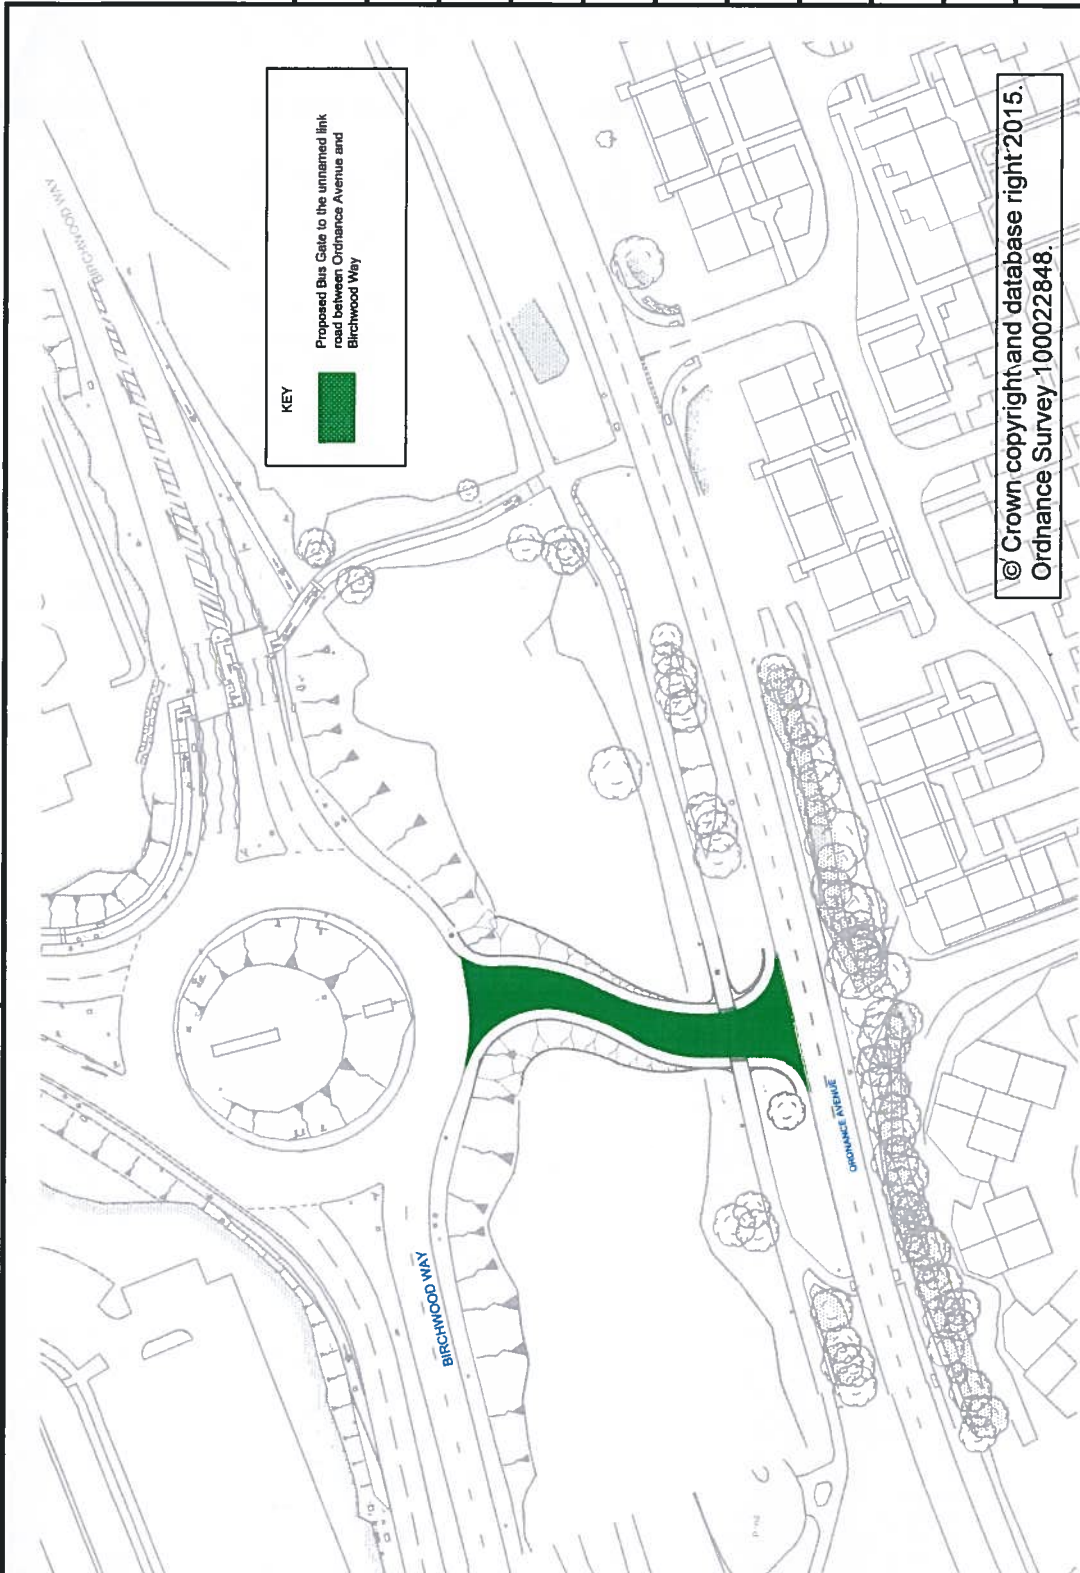 BIRCHWOOD WAY
KEY
Proposed Bus Gate to the unnamed link
road between Ordnance Avenue and
Birchwood Way
BIRCHWOOD WAY
ORDNANCE AVENUE
© Crown copyright and database right 2015.
Ordnance Survey 100022848.